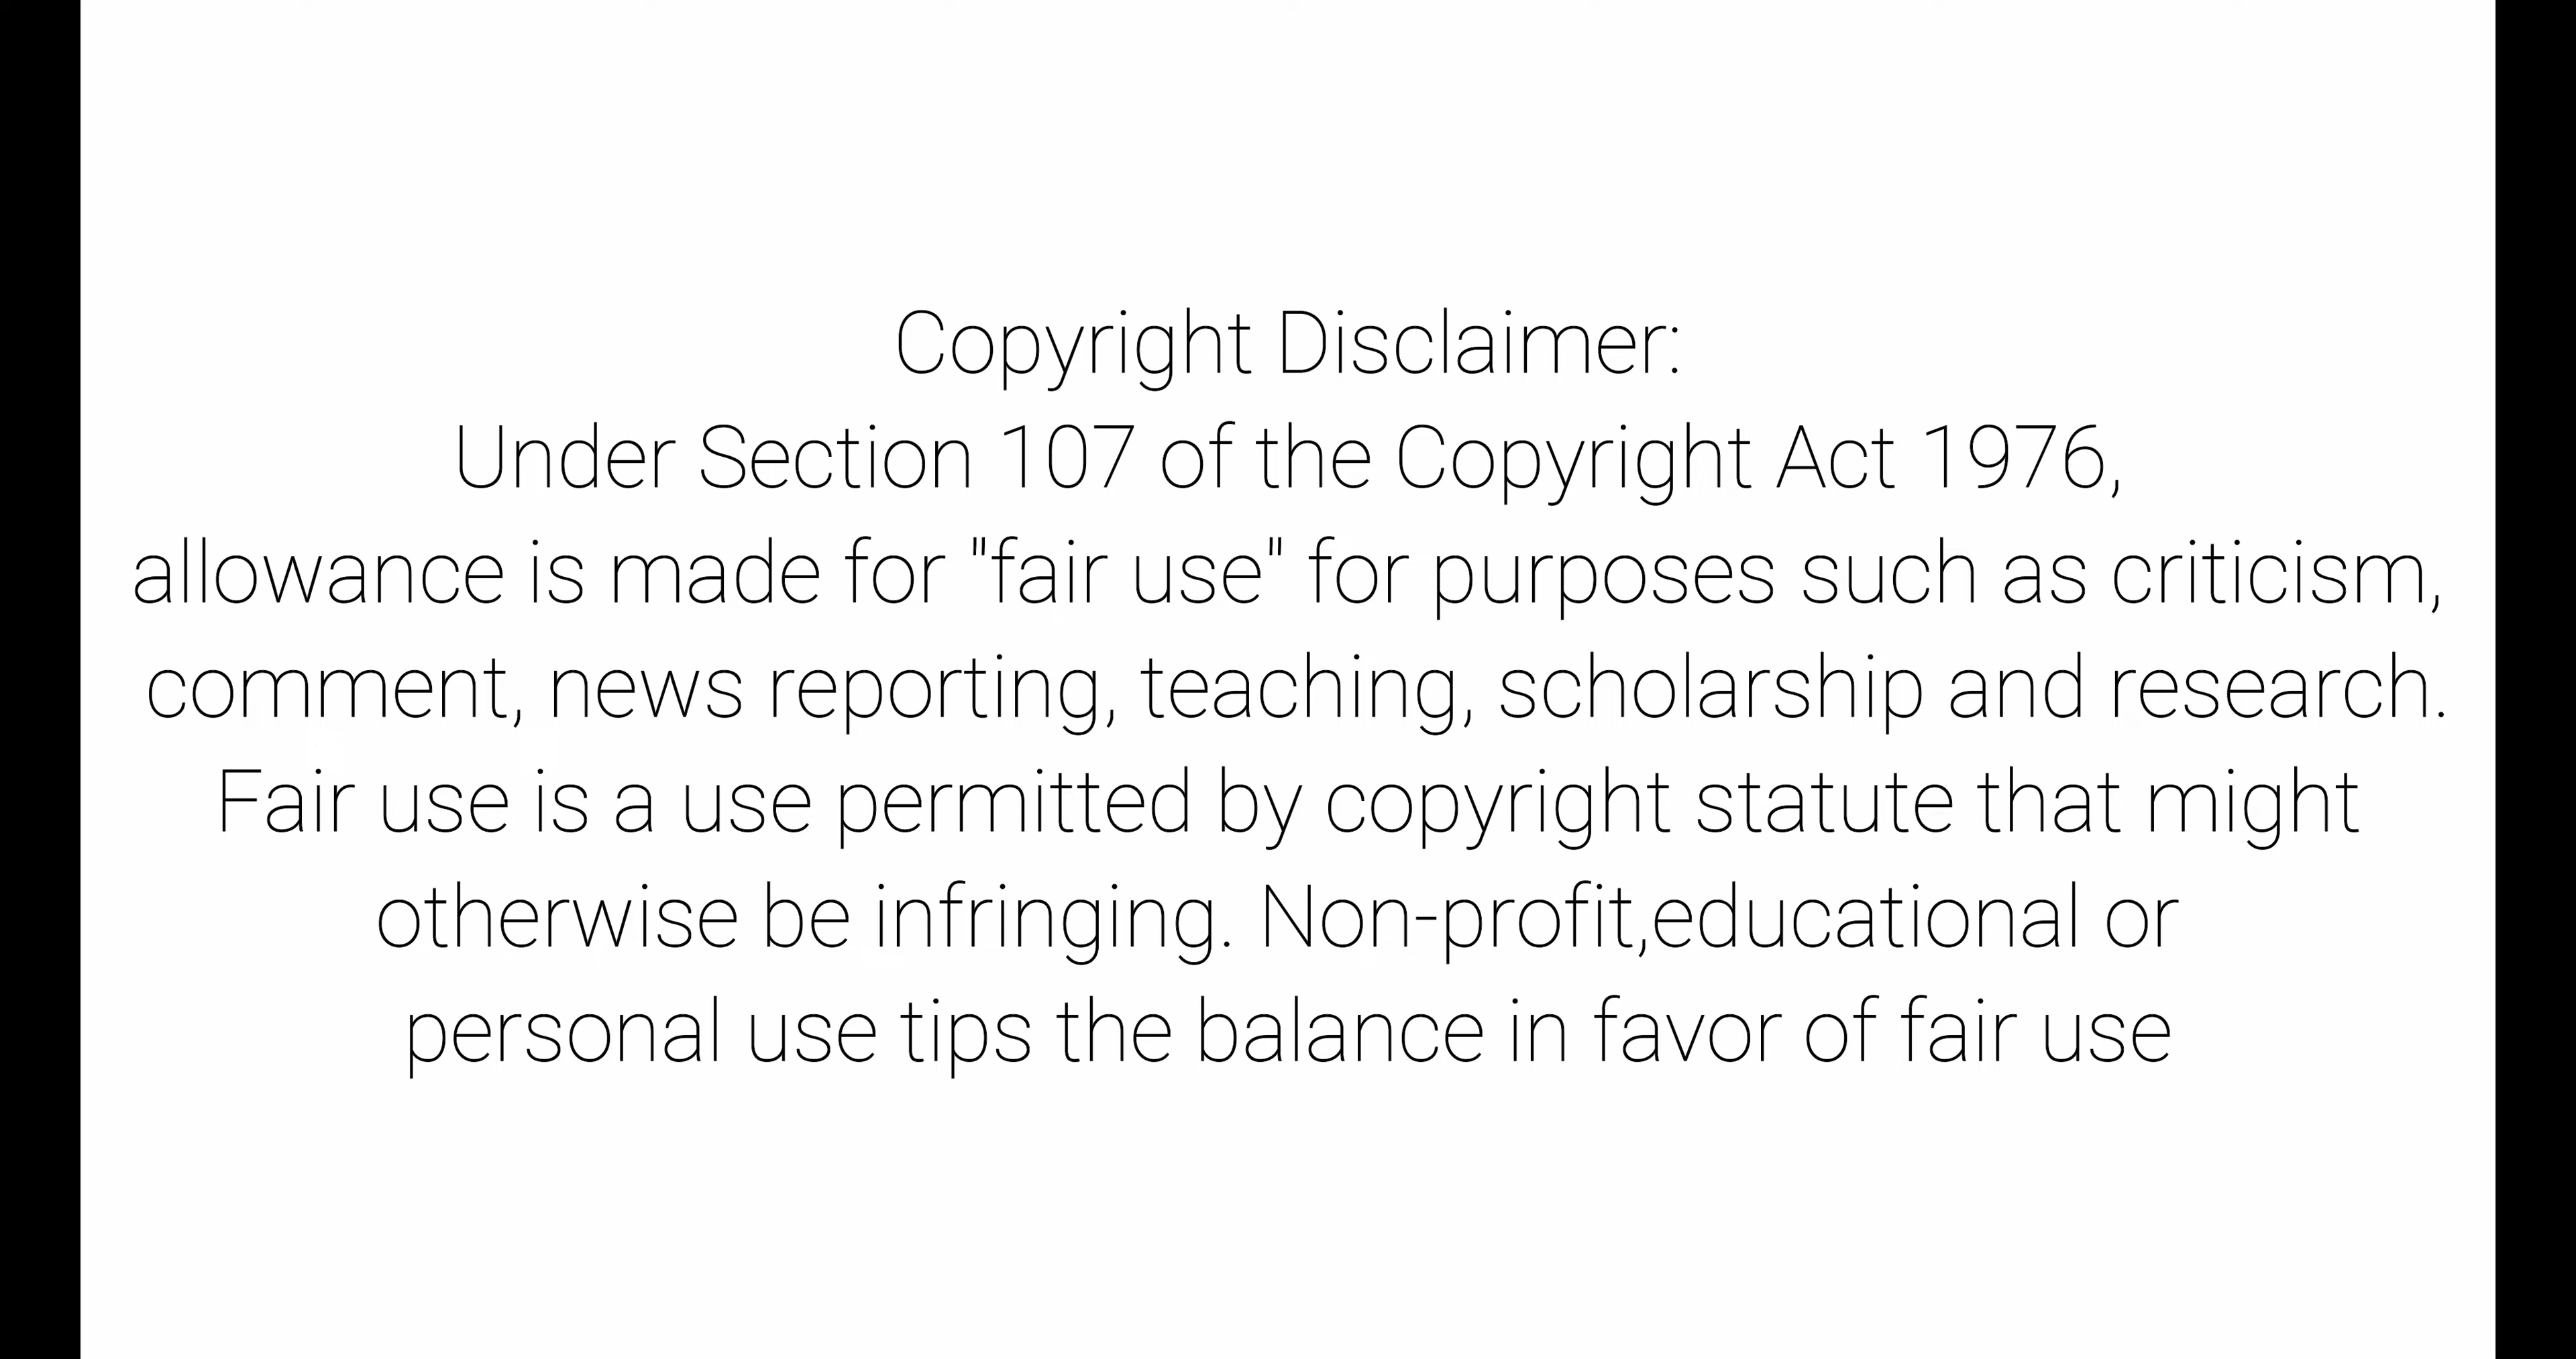 Copyright Disclaimer:
Under Section 107 of the Copyright Act 1976,
allowance is made for "fair use" for purposes such as criticism,
comment, news reporting, teaching, scholarship and research.
Fair use is a use permitted by copyright statute that might
otherwise be infringing. Non-profit,educational or
personal use tips the balance in favor of fair use